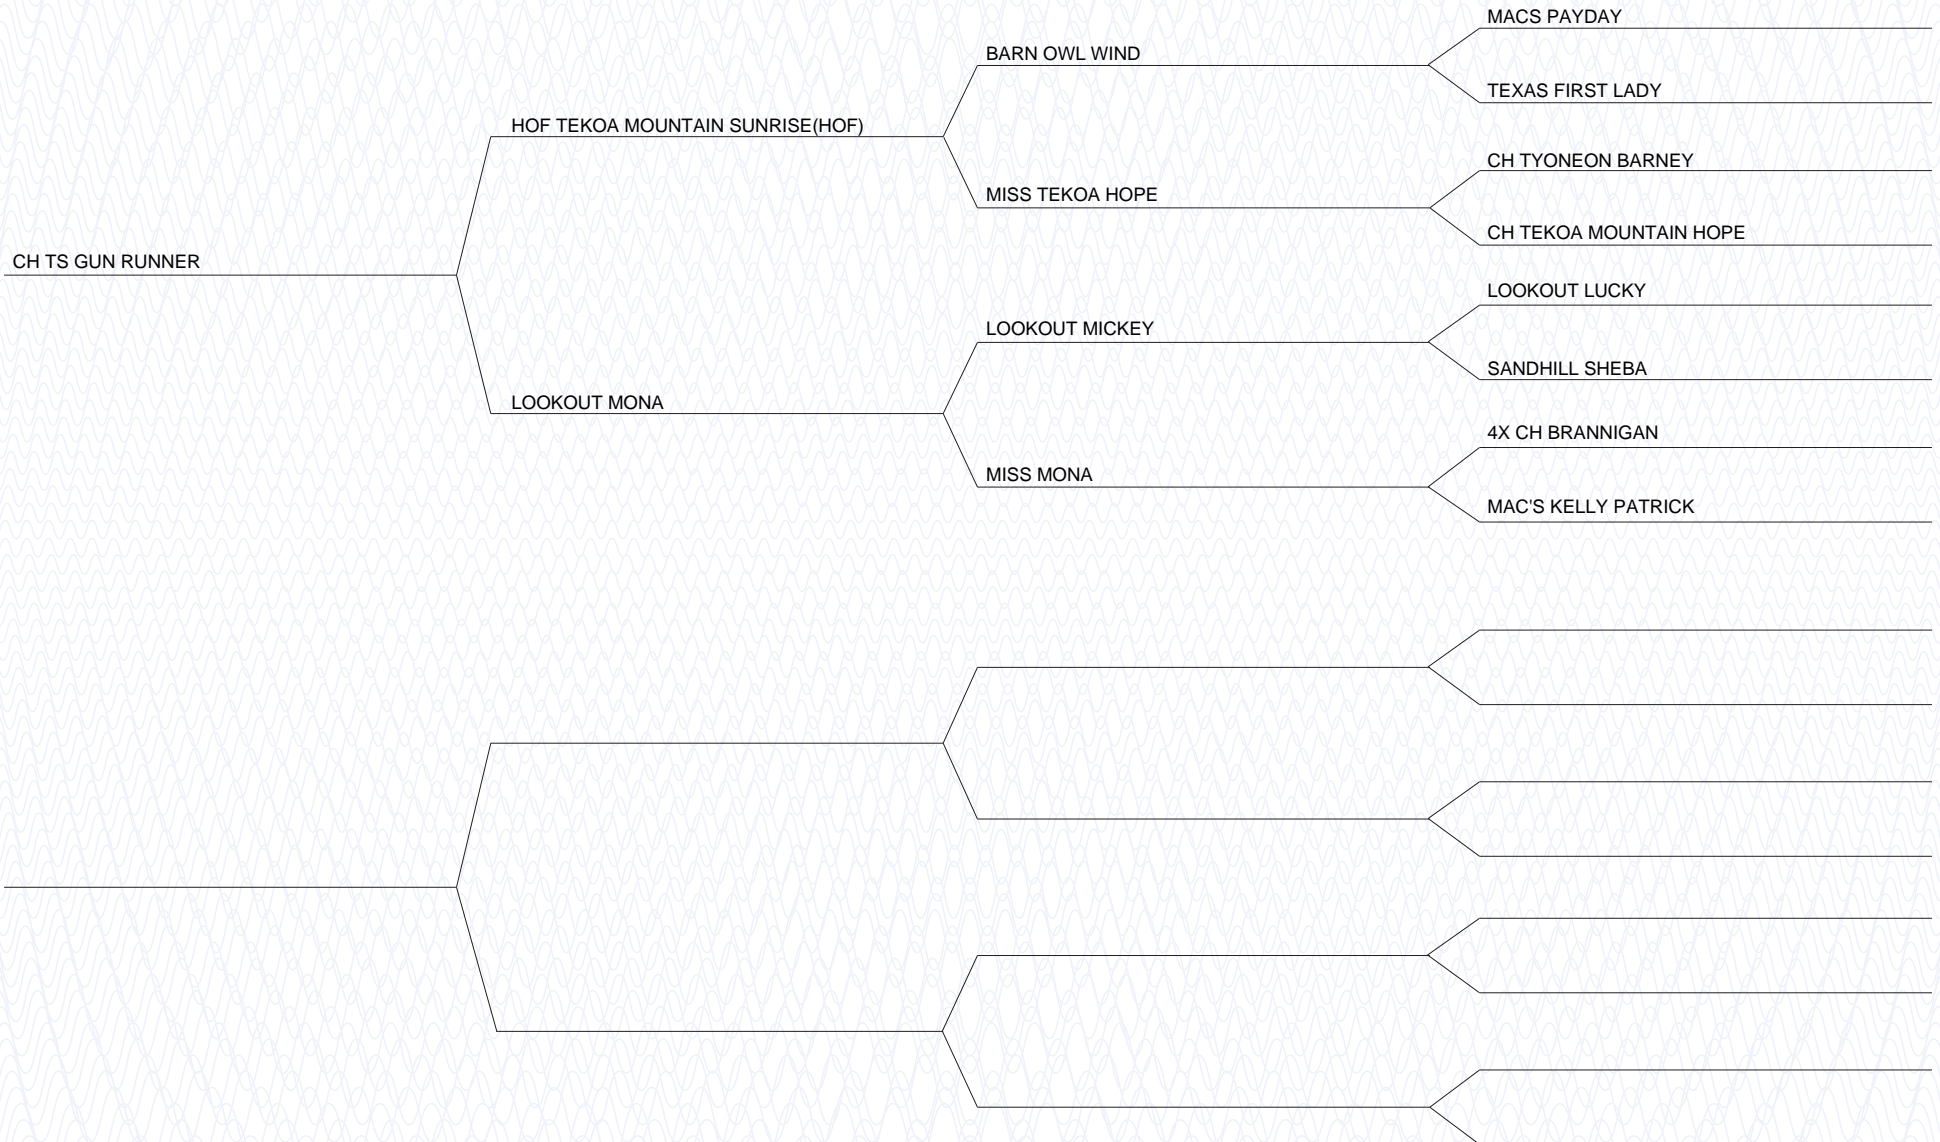 MACS PAYDAY
BARN OWL WIND
TEXAS FIRST LADY
HOF TEKOA MOUNTAIN SUNRISE(HOF)
CH TYONEON BARNEY
MISS TEKOA HOPE
CH TEKOA MOUNTAIN HOPE
CH TS GUN RUNNER
LOOKOUT LUCKY
LOOKOUT MICKEY
SANDHILL SHEBA
LOOKOUT MONA
4X CH BRANNIGAN
MISS MONA
MAC'S KELLY PATRICK